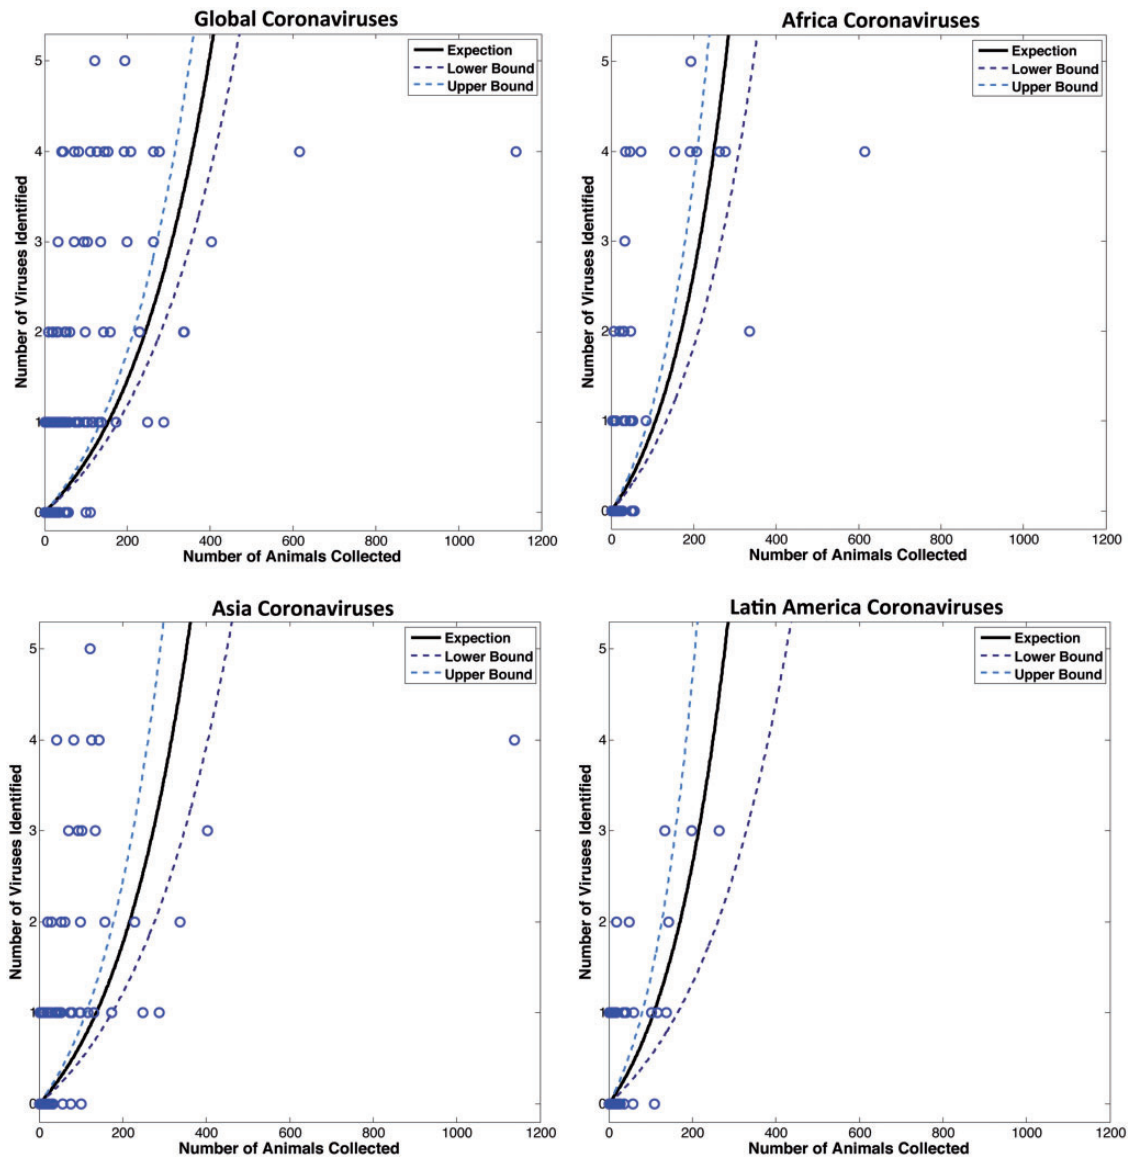 Global Coronaviruses
Expection
Lower Bound
Upper Bound
Number of Viruses Identified
5
4
3
2
1
0
0 200 400 600 800 1000 1200
Number of Animals Collected
Africa Coronaviruses
Expection
Lower Bound
Upper Bound
Number of Viruses Identified
5
4
3
2
1
0
0 200 400 600 800 1000 1200
Number of Animals Collected
Asia Coronaviruses
Expection
Lower Bound
Upper Bound
Number of Viruses Identified
5
4
3
2
1
0
0 200 400 600 800 1000 1200
Number of Animals Collected
Latin America Coronaviruses
Expection
Lower Bound
Upper Bound
Number of Viruses Identified
5
4
3
2
1
0
0 200 400 600 800 1000 1200
Number of Animals Collected